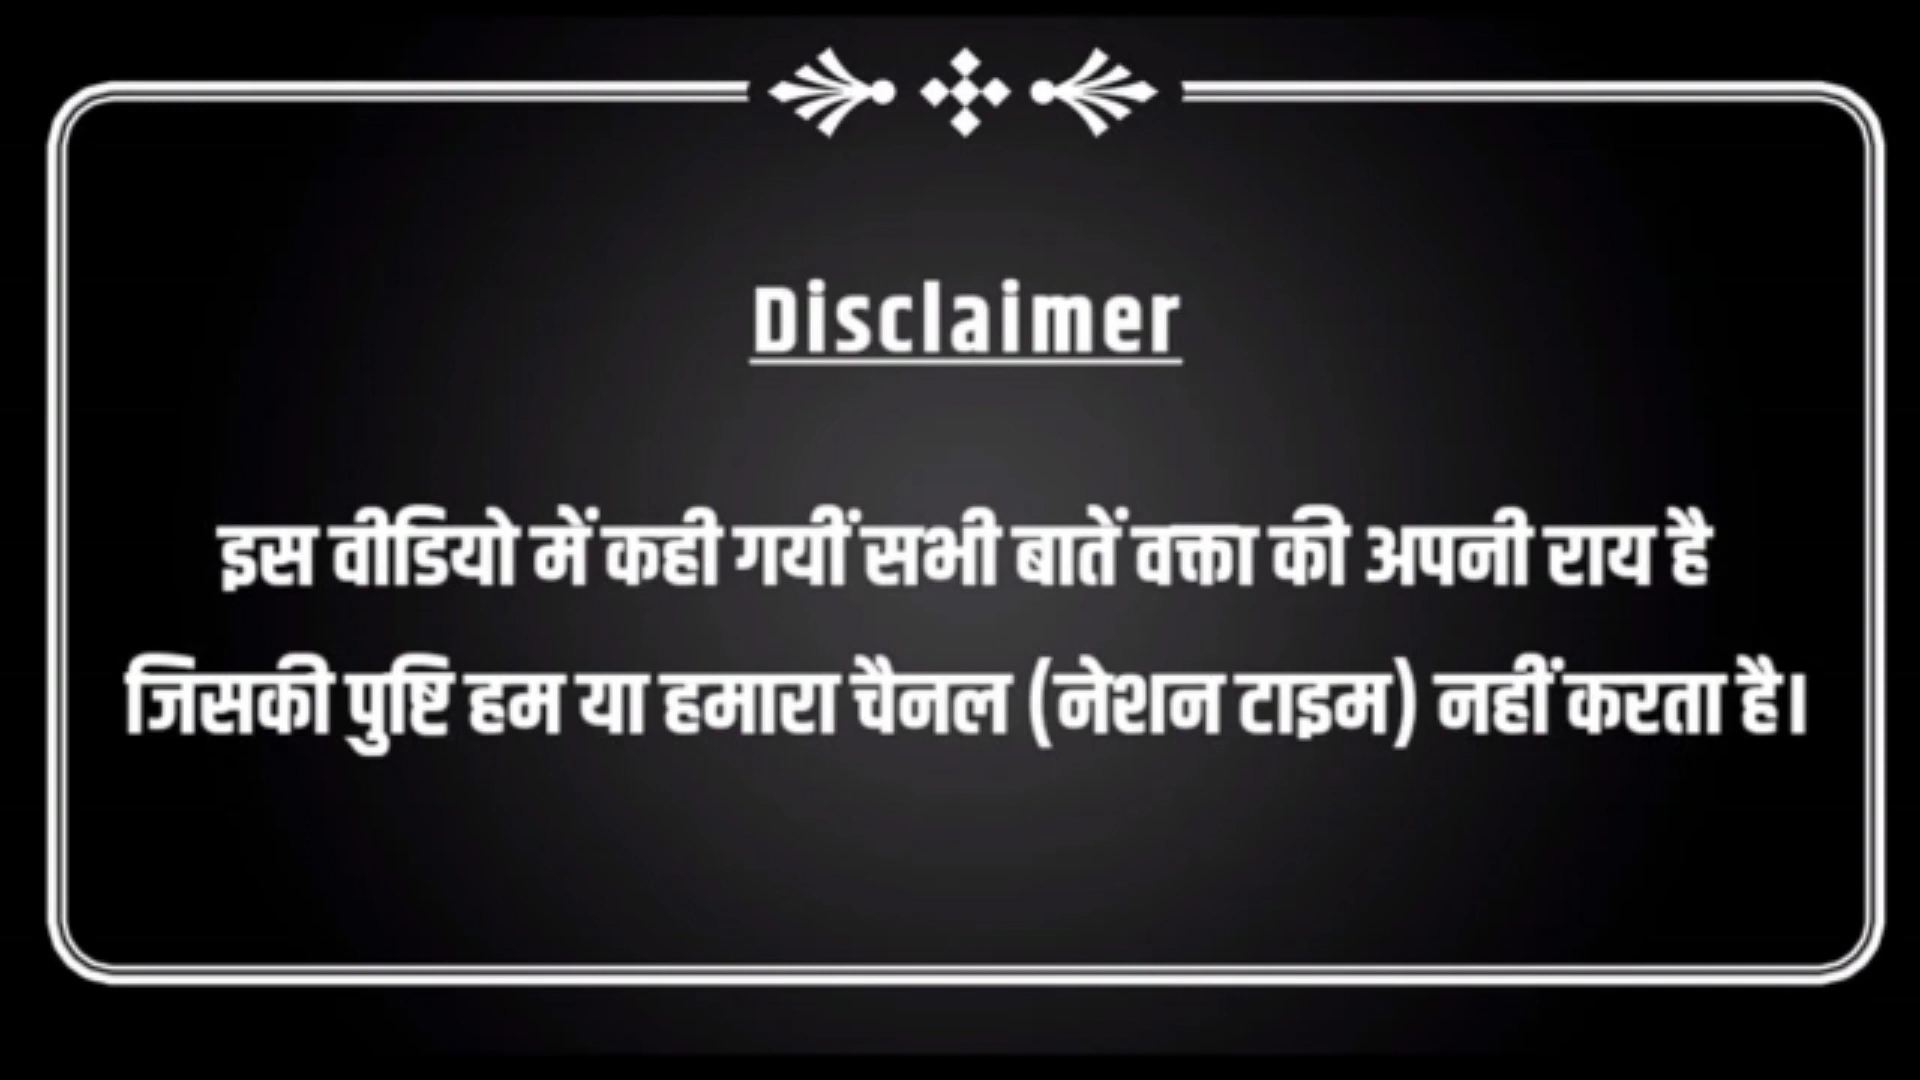 Disclaimer
इस वीडियो में कही गयीं सभी बातें वक्ता की अपनी राय है
जिसकी पुष्टि हम या हमारा चैनल (नेशन टाइम) नहीं करता है।